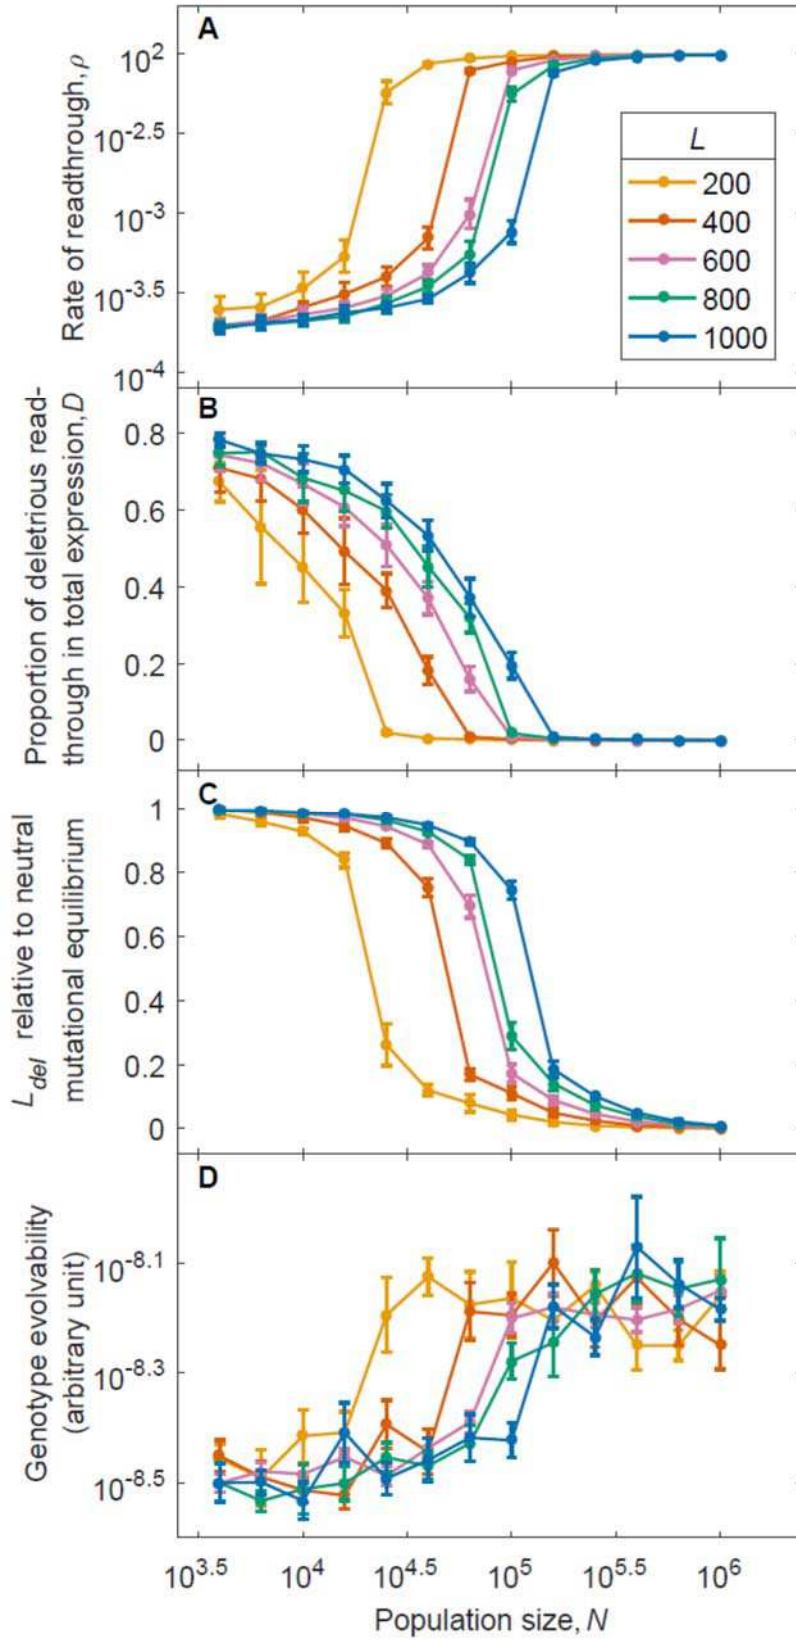 A
Rate of readthrough, ρ
10^2
10^-2.5
10^-3
10^-3.5
10^-4
L
200
400
600
800
1000
B
Proportion of deletrious read-
through in total expression, D
0.8
0.6
0.4
0.2
0
C
L_del relative to neutral
mutational equilibrium
1
0.8
0.6
0.4
0.2
0
D
Genotype evolvability
(arbitrary unit)
10^-8.1
10^-8.3
10^-8.5
10^3.5 10^4 10^4.5 10^5 10^5.5 10^6
Population size, N